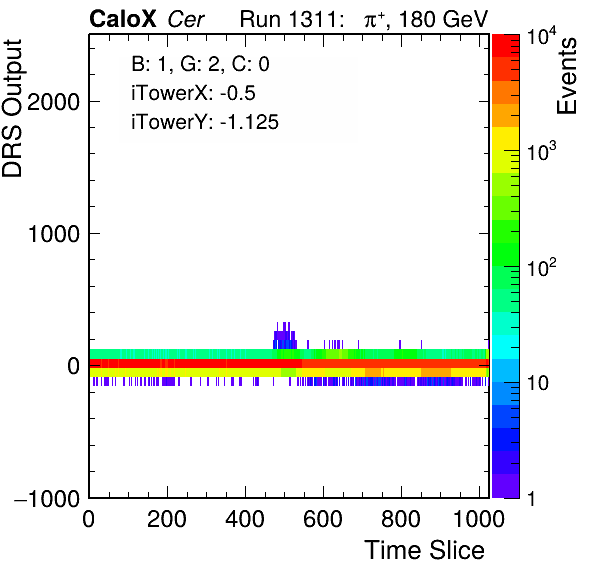 CaloX Cer Run 1311: π⁺, 180 GeV
DRS Output
Events
B: 1, G: 2, C: 0
iTowerX: -0.5
iTowerY: -1.125
2000
1000
0
−1000
0 200 400 600 800 1000
Time Slice
10⁴
10³
10²
10
1